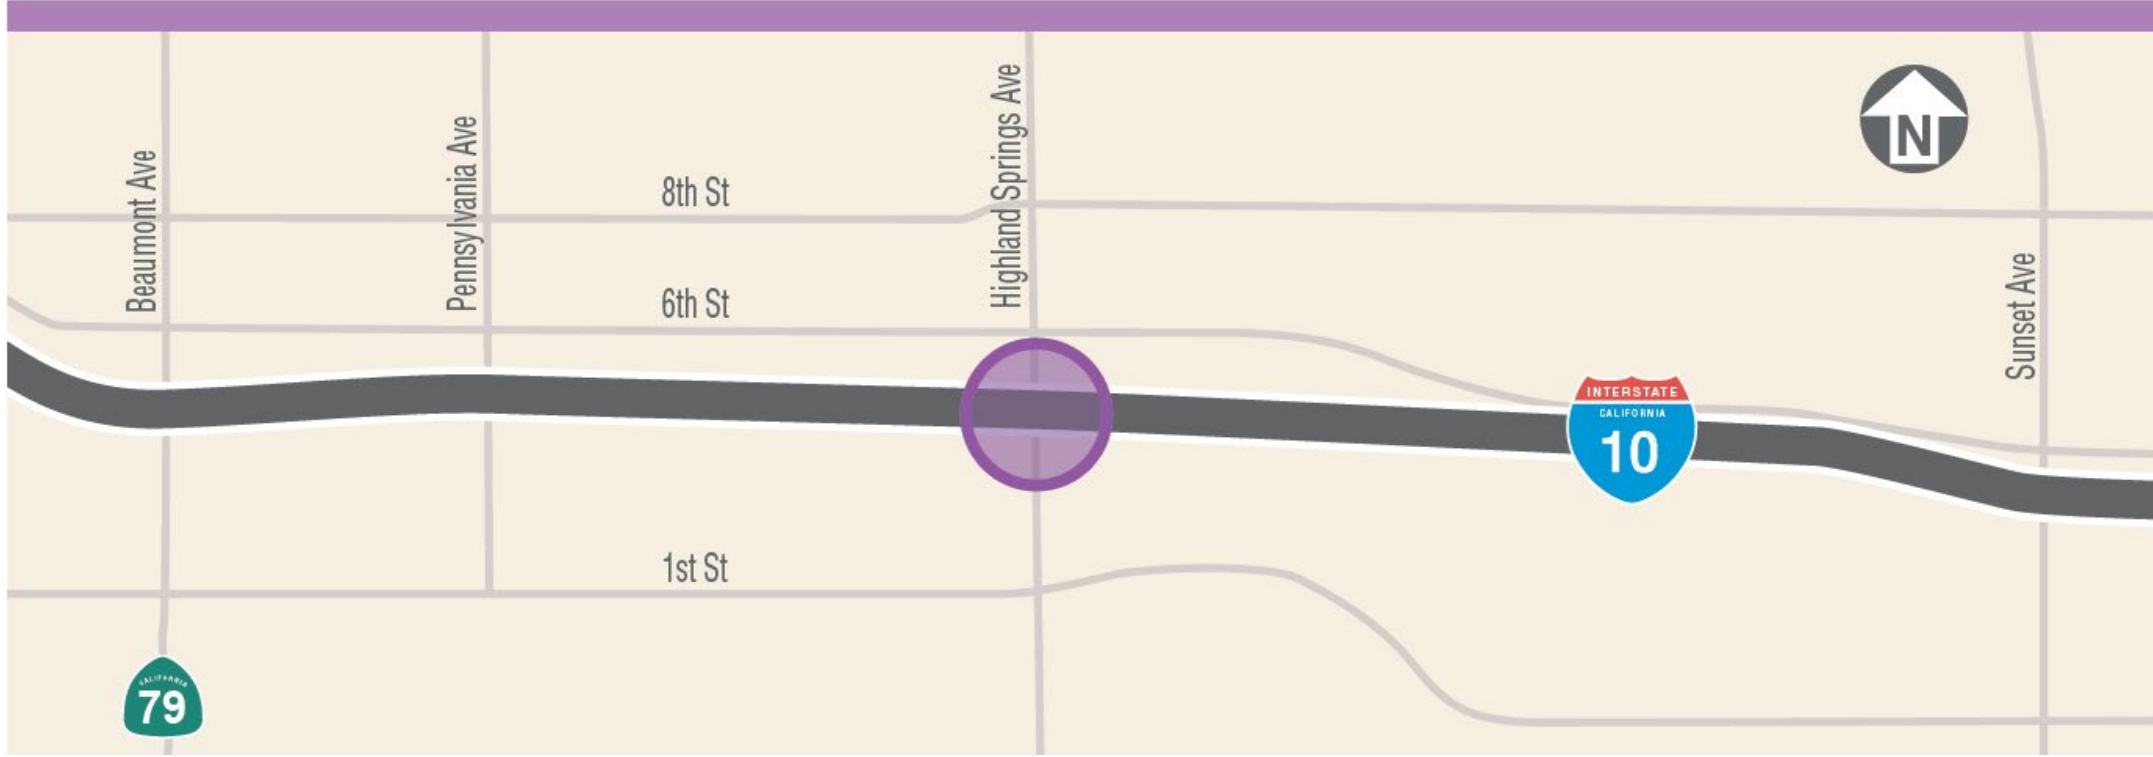 Beaumont Ave
Pennsylvania Ave
8th St
6th St
1st St
Highland Springs Ave
N
Sunset Ave
INTERSTATE
CALIFORNIA
10
CALIFORNIA
79